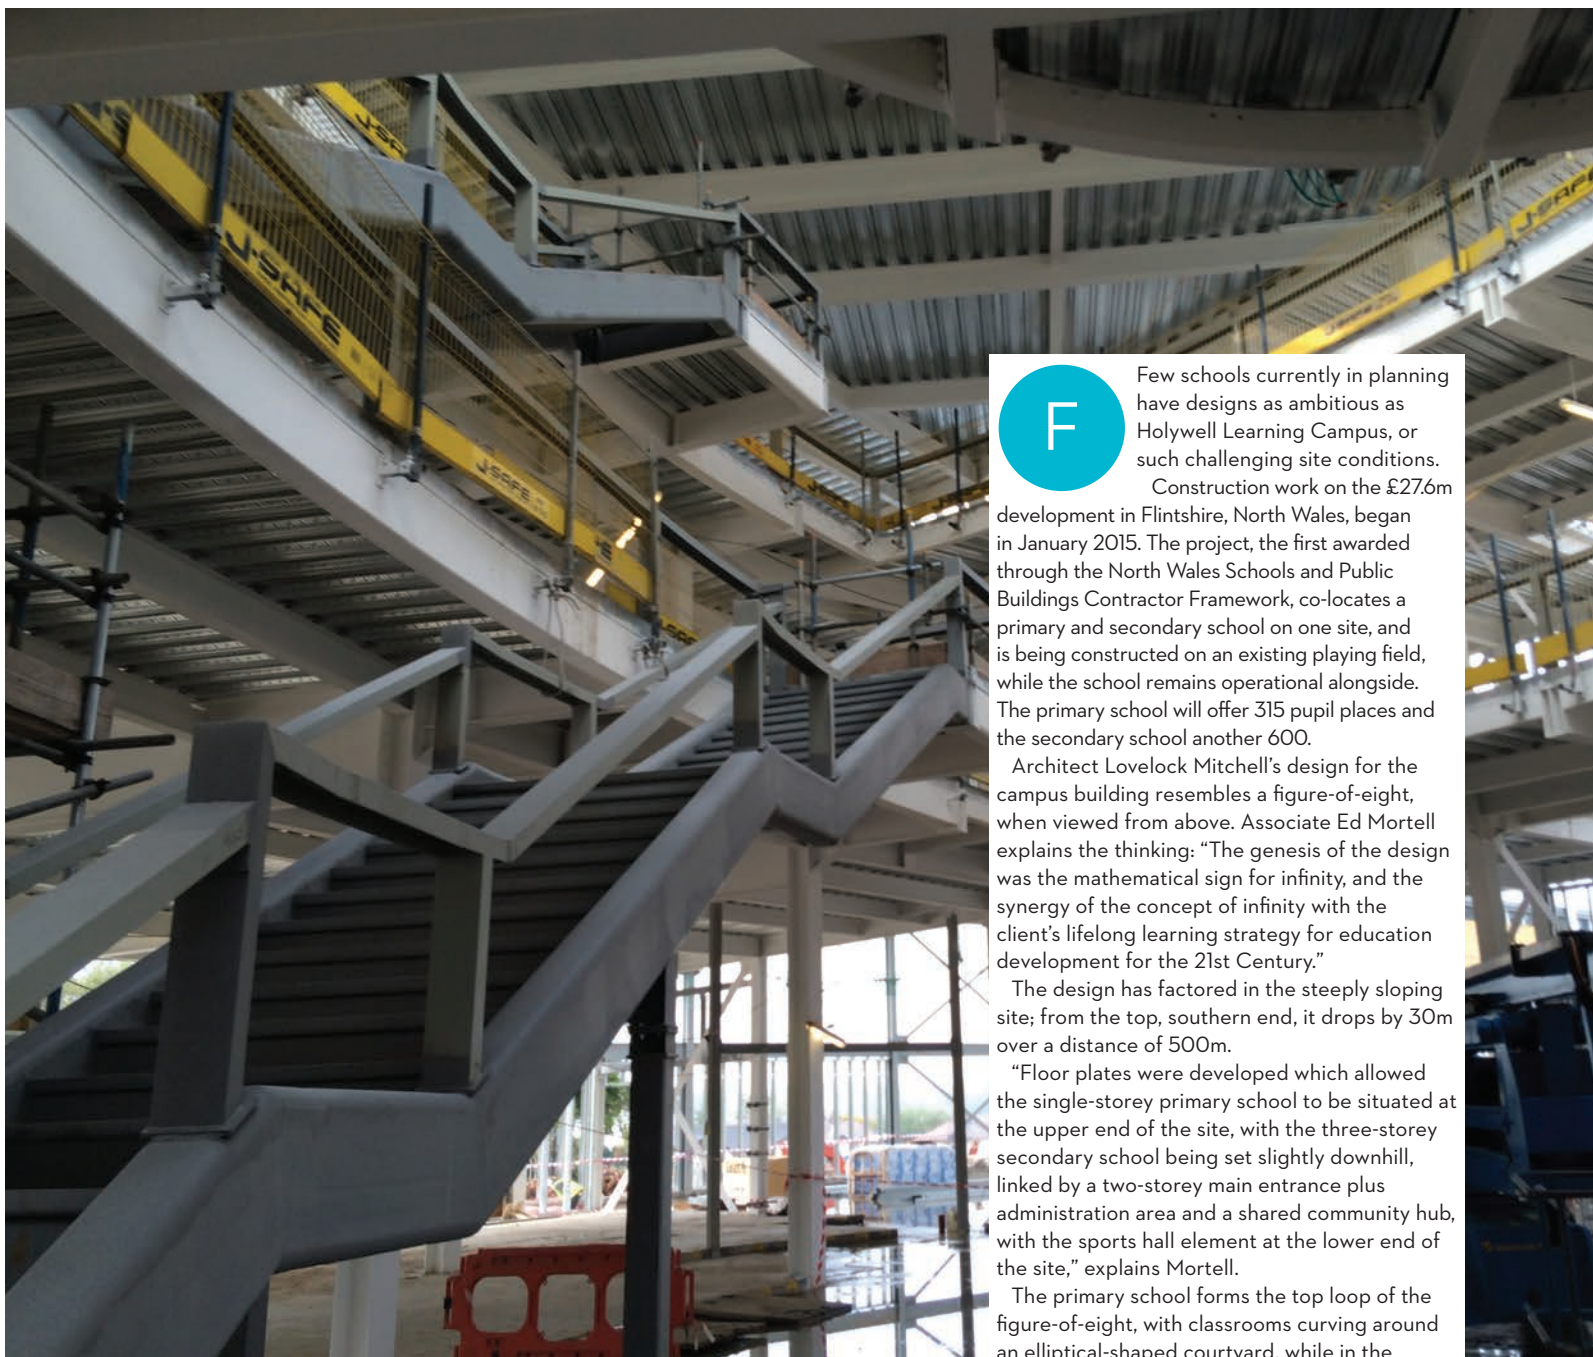 J-SAFE
J-SAFE
J-SAFE
J-SAFE
F
Few schools currently in planning
have designs as ambitious as
Holywell Learning Campus, or
such challenging site conditions.
Construction work on the £27.6m
development in Flintshire, North Wales, began
in January 2015. The project, the first awarded
through the North Wales Schools and Public
Buildings Contractor Framework, co-locates a
primary and secondary school on one site, and
is being constructed on an existing playing field,
while the school remains operational alongside.
The primary school will offer 315 pupil places and
the secondary school another 600.
Architect Lovelock Mitchell’s design for the
campus building resembles a figure-of-eight,
when viewed from above. Associate Ed Mortell
explains the thinking: “The genesis of the design
was the mathematical sign for infinity, and the
synergy of the concept of infinity with the
client’s lifelong learning strategy for education
development for the 21st Century.”
The design has factored in the steeply sloping
site; from the top, southern end, it drops by 30m
over a distance of 500m.
“Floor plates were developed which allowed
the single-storey primary school to be situated at
the upper end of the site, with the three-storey
secondary school being set slightly downhill,
linked by a two-storey main entrance plus
administration area and a shared community hub,
with the sports hall element at the lower end of
the site,” explains Mortell.
The primary school forms the top loop of the
figure-of-eight, with classrooms curving around
an elliptical-shaped courtyard, while in the